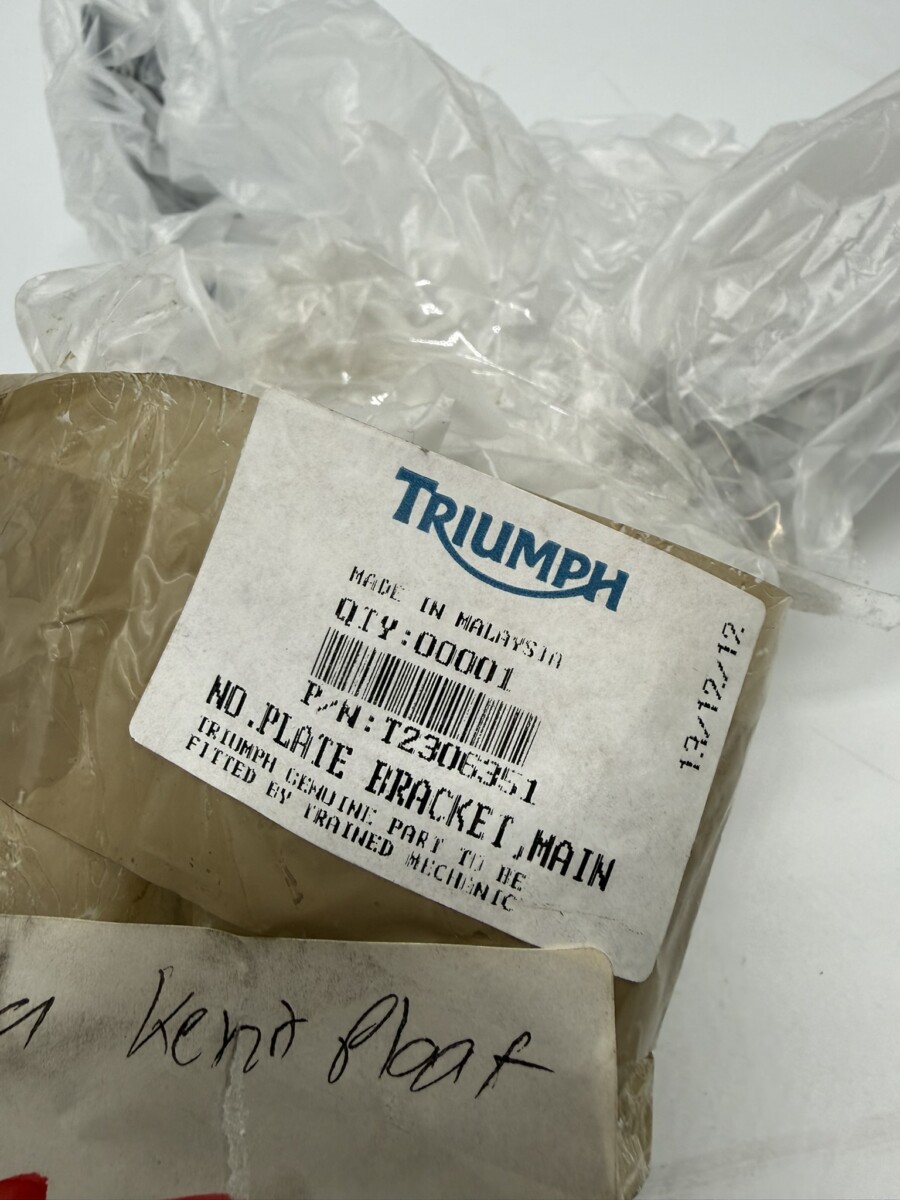 TRIUMPH
MADE IN MALAYSIA
QTY:00001
P/N:T2306351
NO.PLATE BRACKET,MAIN
TRIUMPH GENUINE PART TO BE
FITTED BY TRAINED MECHANIC
13/12/12
Kent plaat